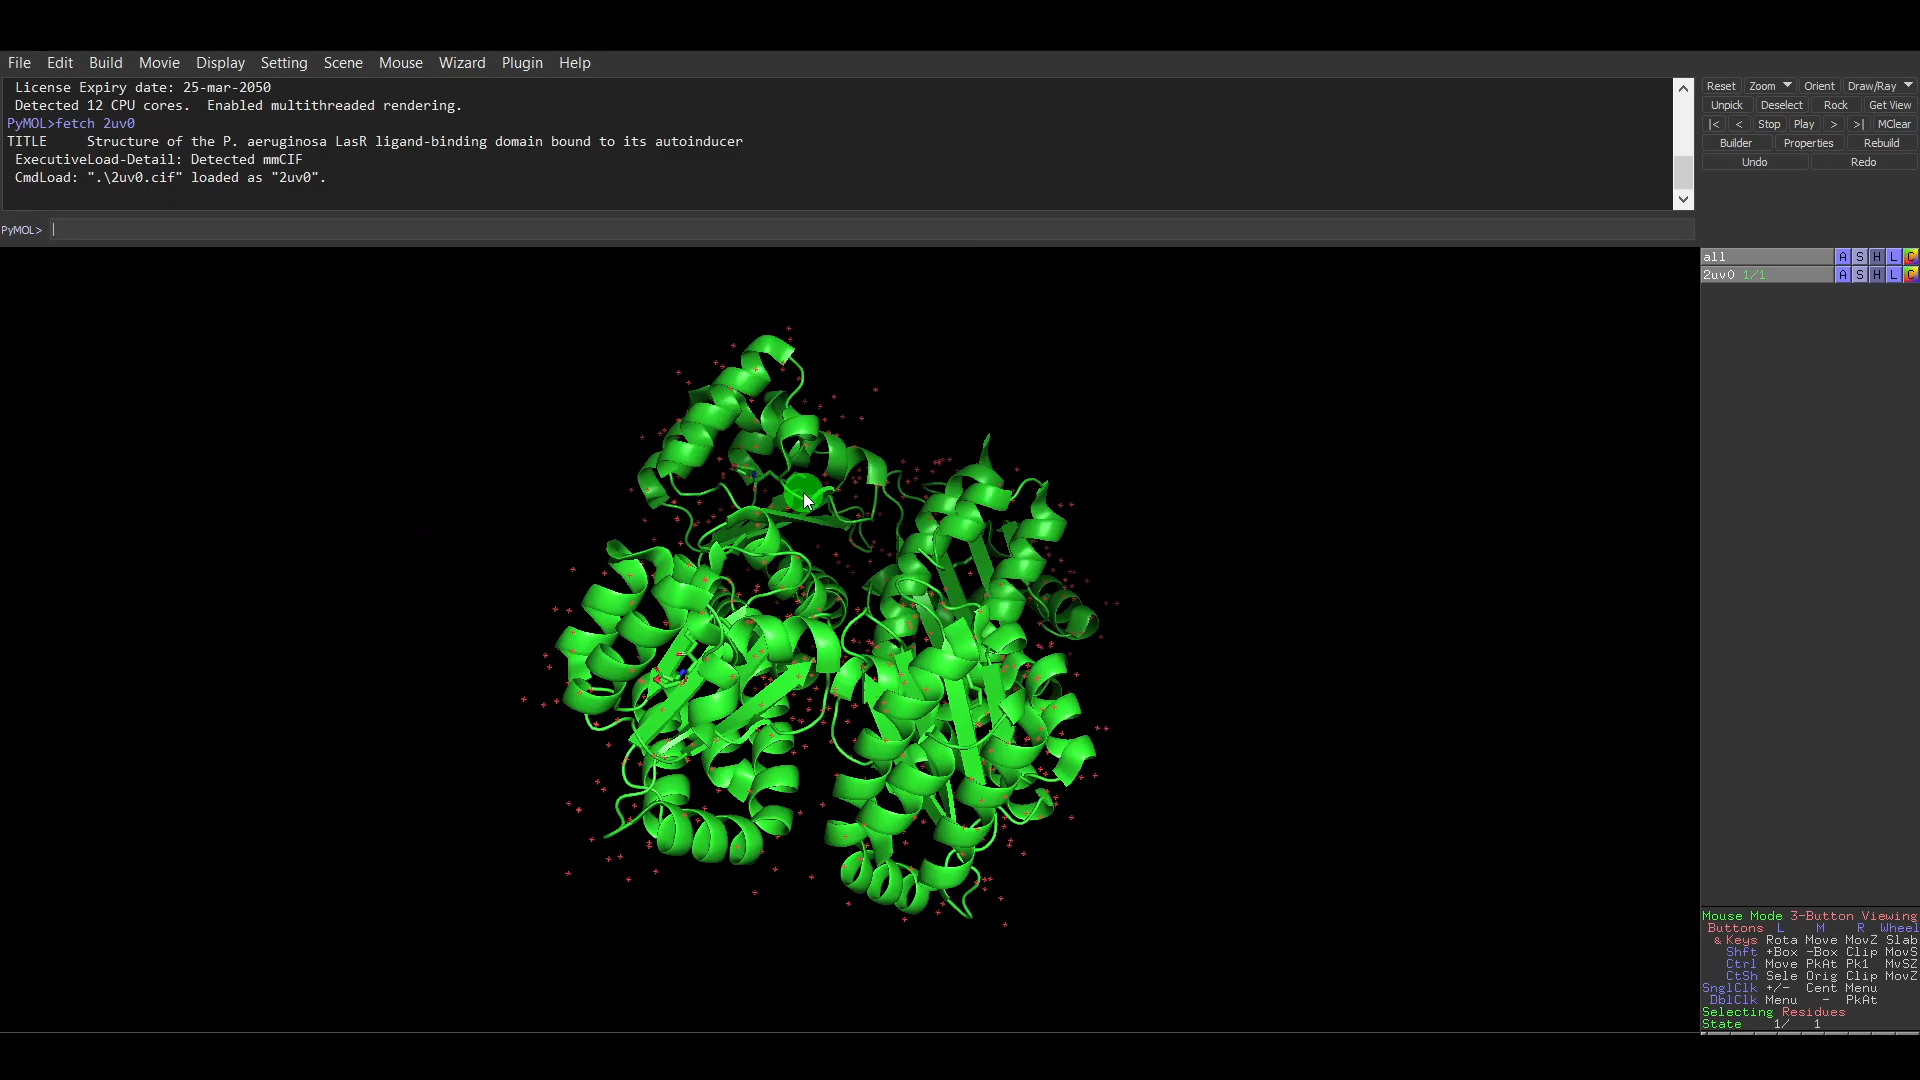 File Edit Build Movie Display Setting Scene Mouse Wizard Plugin Help
License Expiry date: 25-mar-2050
Detected 12 CPU cores.  Enabled multithreaded rendering.
PyMOL>fetch 2uv0
TITLE     Structure of the P. aeruginosa LasR ligand-binding domain bound to its autoinducer
ExecutiveLoad-Detail: Detected mmCIF
CmdLoad: ".\2uv0.cif" loaded as "2uv0".
PyMOL>
Reset Zoom Orient Draw/Ray
Unpick Deselect Rock Get View
|< < Stop Play > >| MClear
Builder Properties Rebuild
Undo Redo
all A S H L C
2uv0 1/1 A S H L C
Mouse Mode 3-Button Viewing
Buttons L M R Wheel
& Keys Rota Move MovZ Slab
Shft +Box -Box Clip MovS
Ctrl Move PkAt Pk1 MvSZ
CtSh Sele Orig Clip MovZ
SnglClk +/- Cent Menu
DblClk Menu - PkAt
Selecting Residues
State 1/ 1